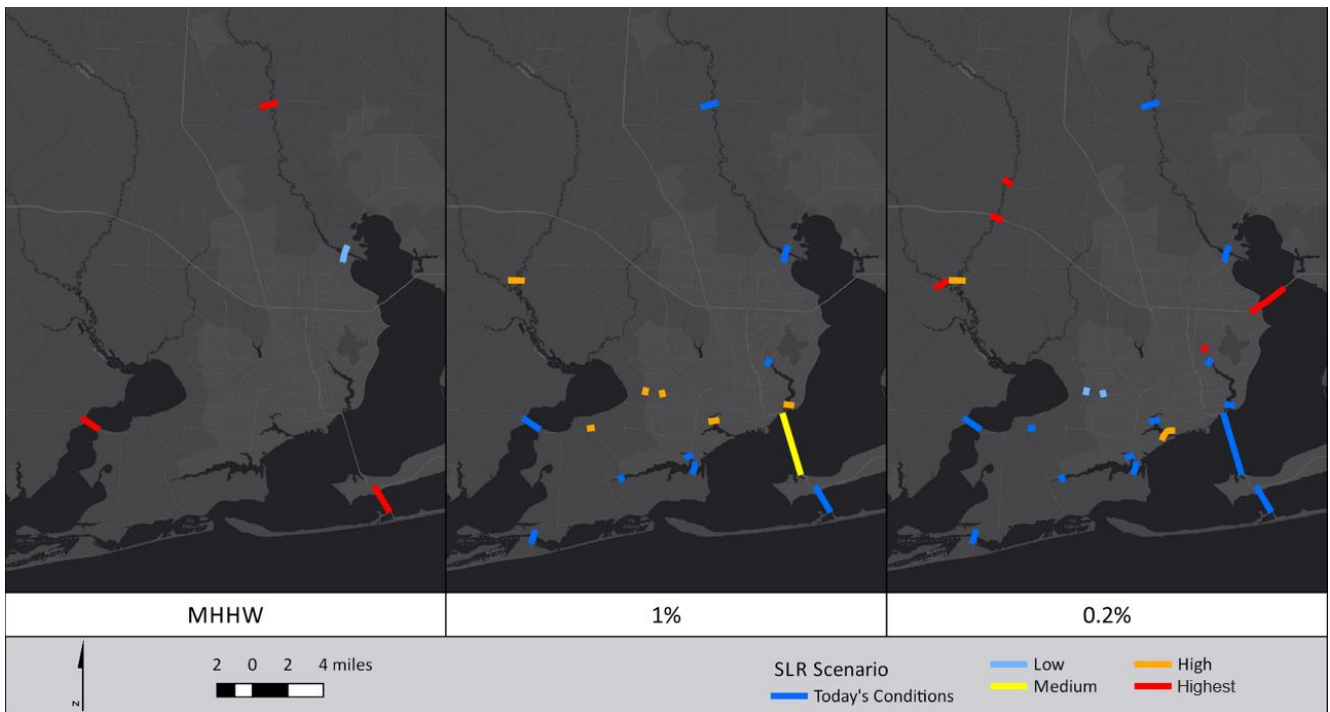 MHHW
1%
0.2%
N
2 0 2 4 miles
SLR Scenario
Today's Conditions
Low
Medium
High
Highest